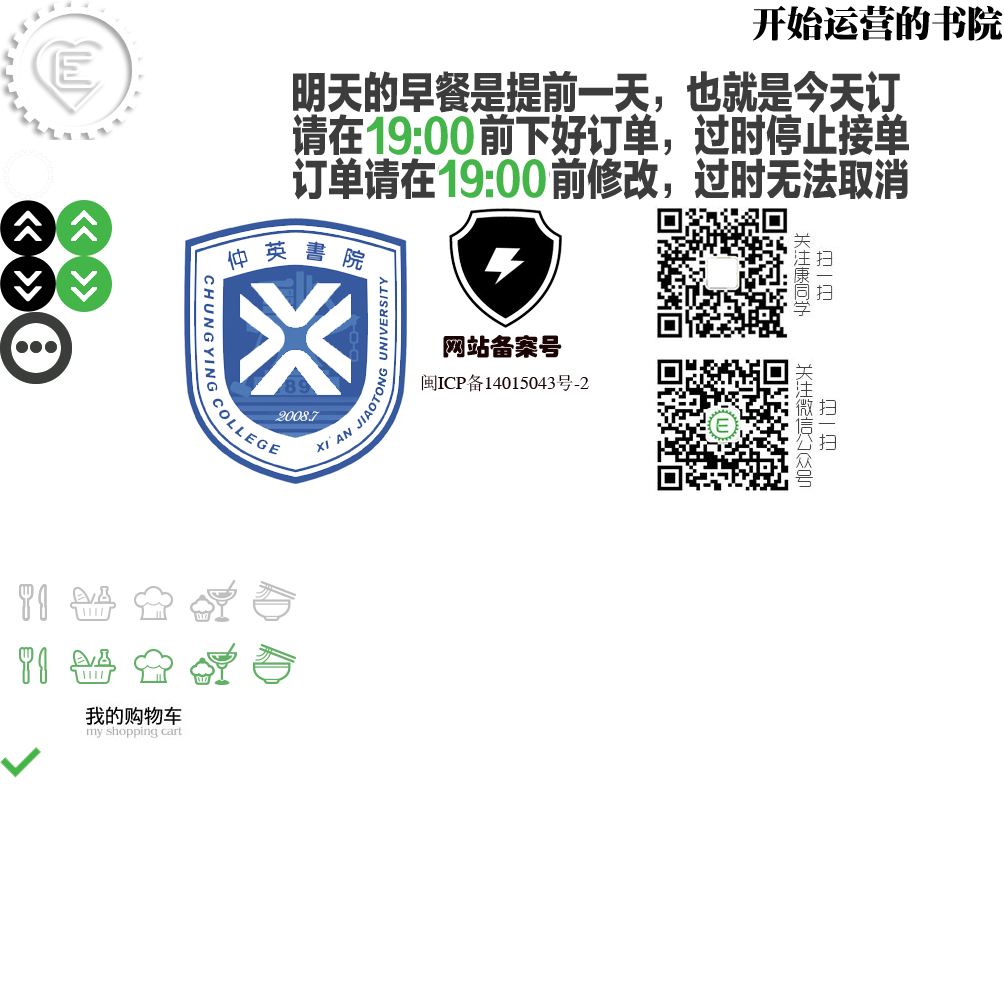 开始运营的书院
明天的早餐是提前一天，也就是今天订
请在19:00前下好订单，过时停止接单
订单请在19:00前修改，过时无法取消
仲英書院
CHUNGYING COLLEGE
XI'AN JIAOTONG UNIVERSITY
2008.7
网站备案号
闽ICP备14015043号-2
关注康同学
扫一扫
关注微信公众号
扫一扫
我的购物车
my shopping cart